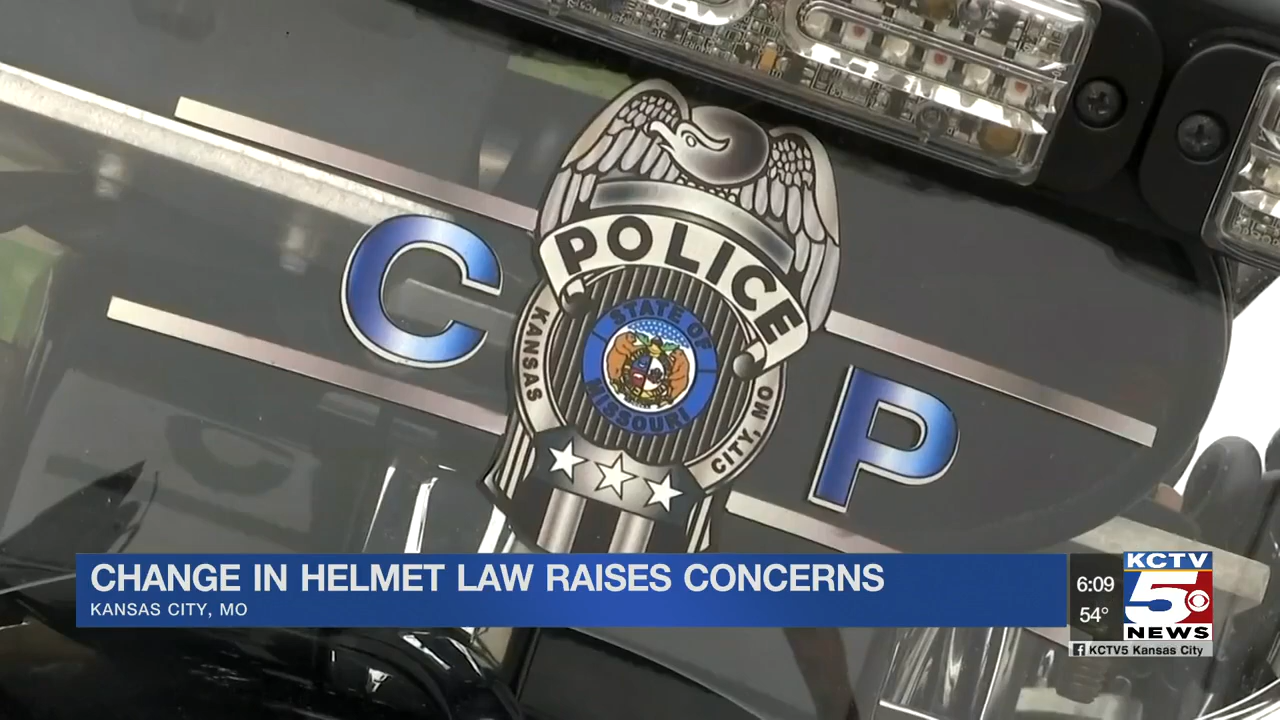 C
P
POLICE
KANSAS
CITY, MO
STATE OF
MISSOURI
CHANGE IN HELMET LAW RAISES CONCERNS
KANSAS CITY, MO
6:09
54°
KCTV
5
NEWS
KCTV5 Kansas City